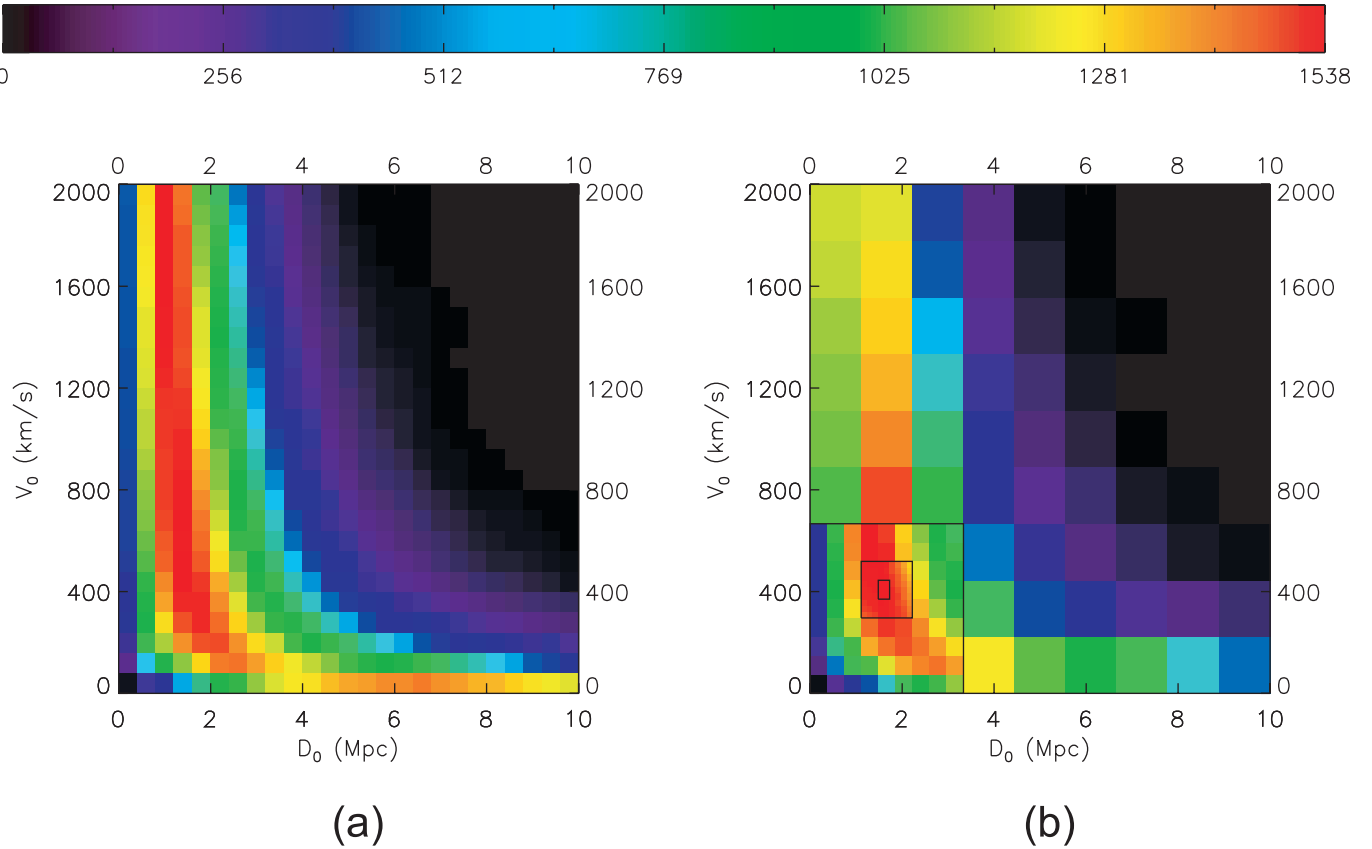 0 256 512 769 1025 1281 1538
0 2 4 6 8 10 0 2 4 6 8 10
2000 2000 2000 2000
1600 1600 1600 1600
1200 1200 1200 1200
V₀ (km/s) V₀ (km/s)
800 800 800 800
400 400 400 400
0 0 0 0
0 2 4 6 8 10 0 2 4 6 8 10
D₀ (Mpc) D₀ (Mpc)
(a) (b)